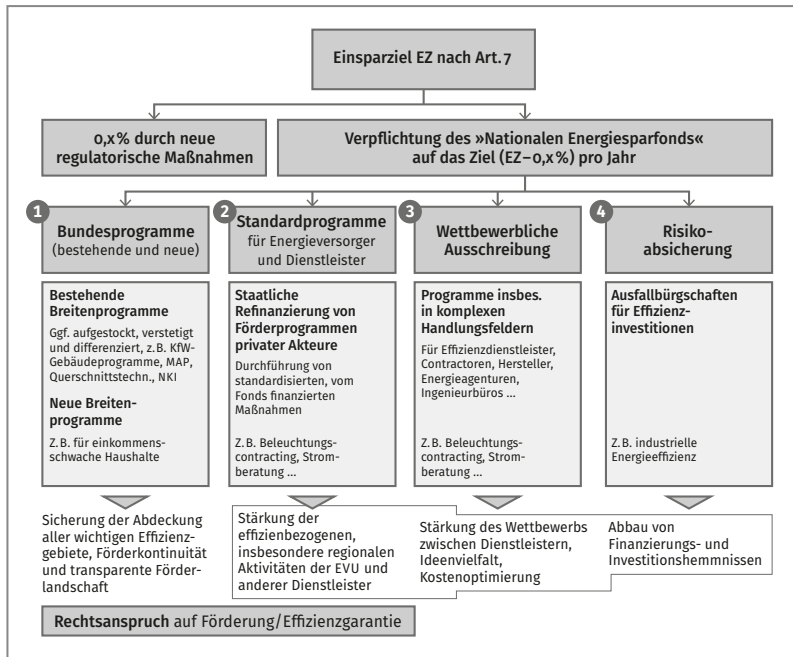 Einsparziel EZ nach Art. 7
0,x % durch neue
regulatorische Maßnahmen
Verpflichtung des »Nationalen Energiesparfonds«
auf das Ziel (EZ – 0,x %) pro Jahr
1
Bundesprogramme
(bestehende und neue)
2
Standardprogramme
für Energieversorger
und Dienstleister
3
Wettbewerbliche
Ausschreibung
4
Risiko-
absicherung
Bestehende
Breitenprogramme
Ggf. aufgestockt, verstetigt
und differenziert, z. B. KfW-
Gebäudeprogramme, MAP,
Querschnittstechn., NKI
Neue Breiten-
programme
Z. B. für einkommens-
schwache Haushalte
Staatliche
Refinanzierung von
Förderprogrammen
privater Akteure
Durchführung von
standardisierten, vom
Fonds finanzierten
Maßnahmen
Z. B. Beleuchtungs-
contracting, Strom-
beratung ...
Programme insbes.
in komplexen
Handlungsfeldern
Für Effizienzdienstleister,
Contractoren, Hersteller,
Energieagenturen,
Ingenieurbüros ...
Z. B. Beleuchtungs-
contracting, Strom-
beratung ...
Ausfallbürgschaften
für Effizienz-
investitionen
Z. B. industrielle
Energieeffizienz
Sicherung der Abdeckung
aller wichtigen Effizienz-
gebiete, Förderkontinuität
und transparente Förder-
landschaft
Stärkung der
effizienbezogenen,
insbesondere regionalen
Aktivitäten der EVU und
anderer Dienstleister
Stärkung des Wettbewerbs
zwischen Dienstleistern,
Ideenvielfalt,
Kostenoptimierung
Abbau von
Finanzierungs- und
Investitionshemmnissen
Rechtsanspruch auf Förderung/Effizienzgarantie